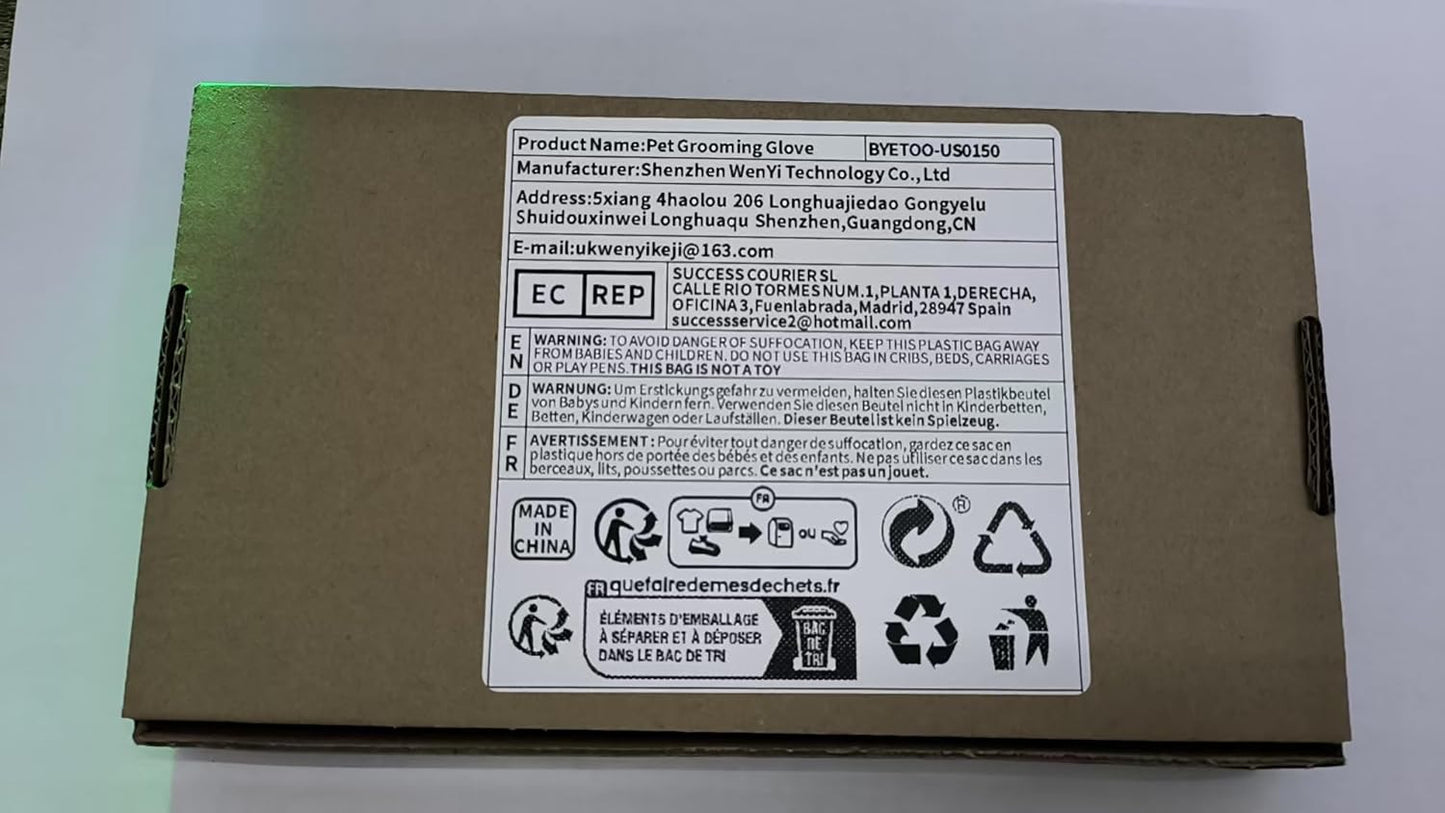 Product Name:Pet Grooming Glove BYETOO-US0150
Manufacturer:Shenzhen WenYi Technology Co.,Ltd
Address:5xiang 4haolou 206 Longhuajiedao Gongyelu
Shuidouxinwei Longhuaqu Shenzhen,Guangdong,CN
E-mail:ukwenyikeji@163.com
EC REP
SUCCESS COURIER SL
CALLE RIO TORMES NUM.1,PLANTA 1,DERECHA,
OFICINA 3,Fuenlabrada,Madrid,28947 Spain
successservice2@hotmail.com
EN
WARNING: TO AVOID DANGER OF SUFFOCATION, KEEP THIS PLASTIC BAG AWAY
FROM BABIES AND CHILDREN. DO NOT USE THIS BAG IN CRIBS, BEDS, CARRIAGES
OR PLAY PENS. THIS BAG IS NOT A TOY
DE
WARNUNG: Um Erstickungsgefahr zu vermeiden, halten Sie diesen Plastikbeutel
von Babys und Kindern fern. Verwenden Sie diesen Beutel nicht in Kinderbetten,
Betten, Kinderwagen oder Laufställen. Dieser Beutel ist kein Spielzeug.
FR
AVERTISSEMENT : Pour éviter tout danger de suffocation, gardez ce sac en
plastique hors de portée des bébés et des enfants. Ne pas utiliser ce sac dans les
berceaux, lits, poussettes ou parcs. Ce sac n'est pas un jouet.
MADE
IN
CHINA
FR
OU
®
FR quefairedemesdechets.fr
ÉLÉMENTS D'EMBALLAGE
À SÉPARER ET À DÉPOSER
DANS LE BAC DE TRI
BAC
DE
TRI